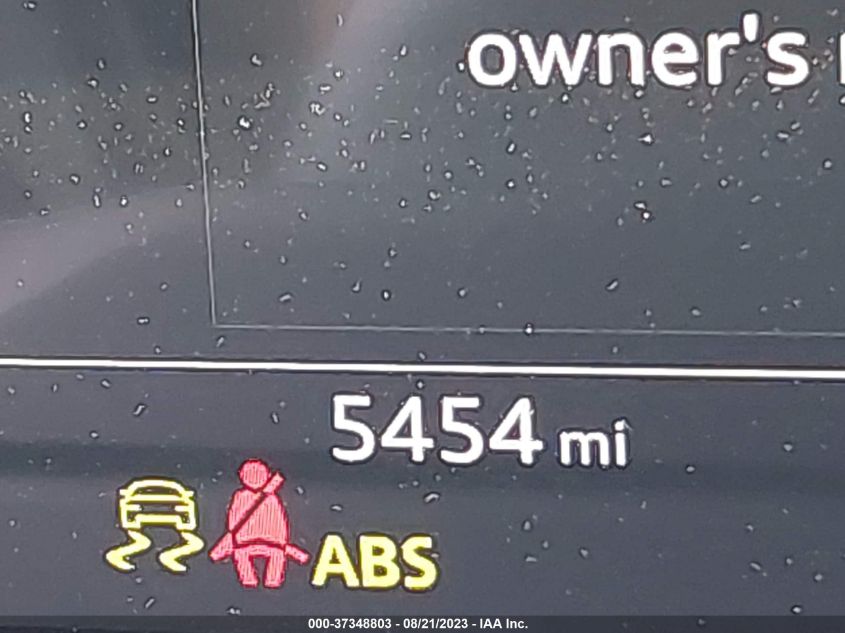 owner's
5454 mi
ABS
000-37348803 - 08/21/2023 - IAA Inc.